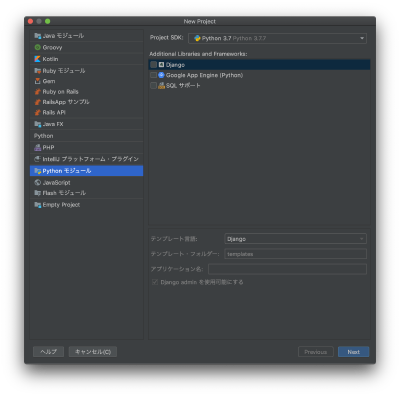 New Project
Java モジュール
Groovy
Kotlin
Ruby モジュール
Gem
Ruby on Rails
RailsApp サンプル
Rails API
Java FX
Python
PHP
IntelliJ プラットフォーム・プラグイン
Python モジュール
JavaScript
Flash モジュール
Empty Project
Project SDK: Python 3.7 Python 3.7.7
Additional Libraries and Frameworks:
Django
Google App Engine (Python)
SQL サポート
テンプレート言語: Django
テンプレート・フォルダー: templates
アプリケーション名:
Django admin を使用可能にする
ヘルプ キャンセル(C) Previous Next